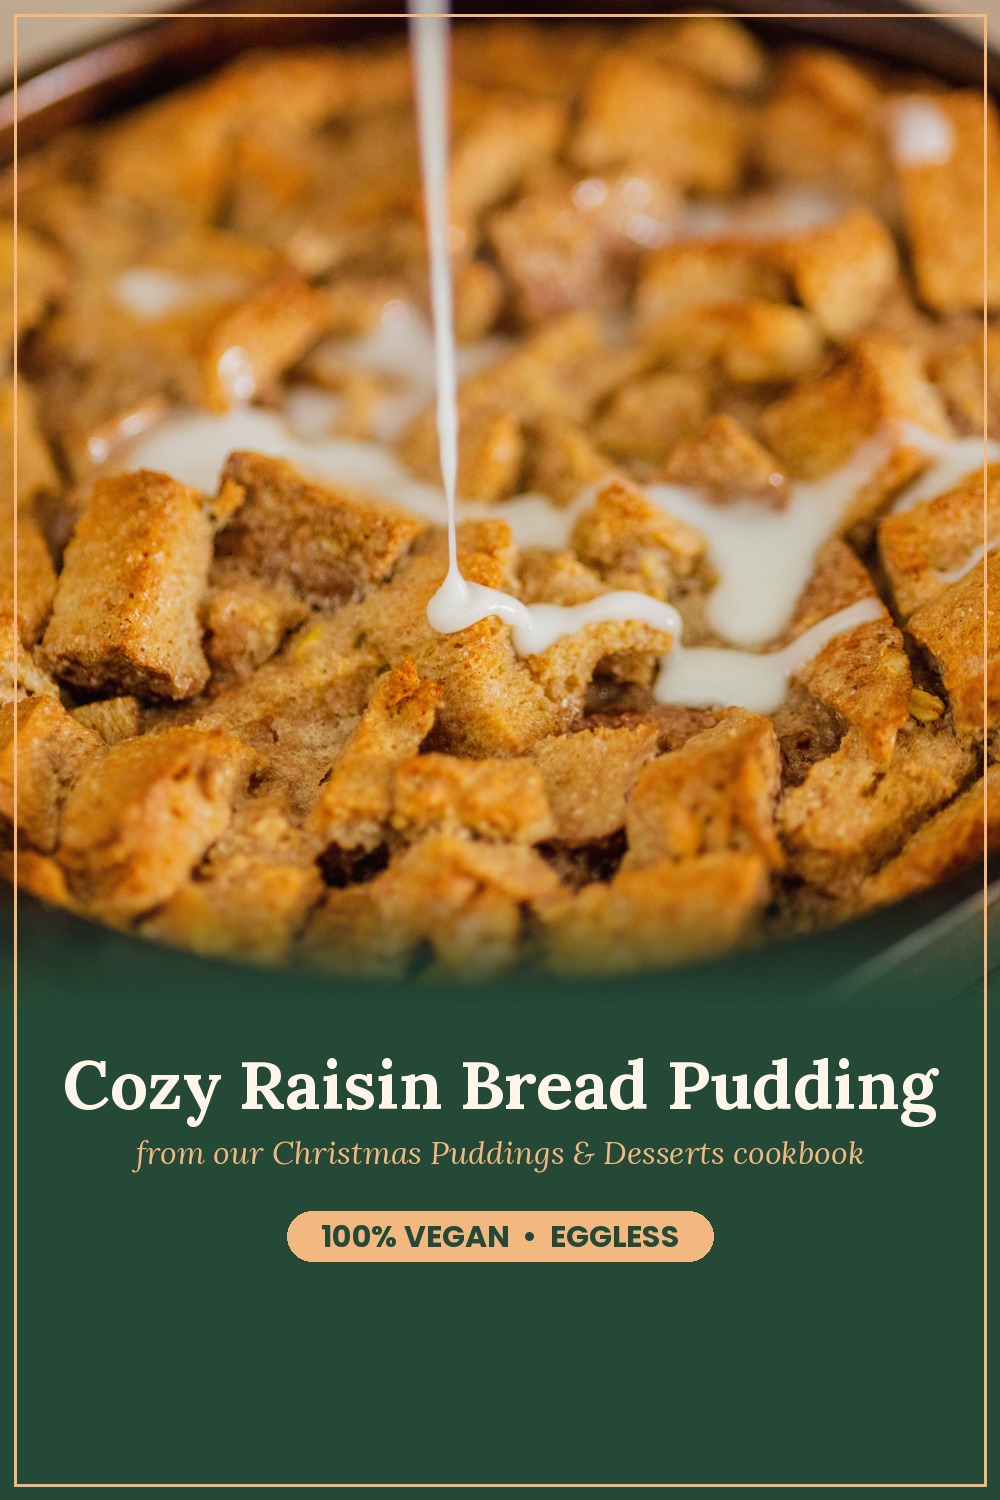 Cozy Raisin Bread Pudding
from our Christmas Puddings & Desserts cookbook
100% VEGAN • EGGLESS